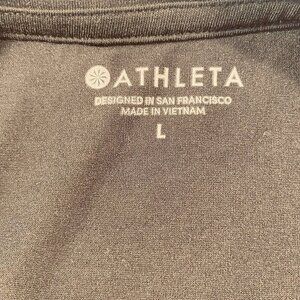 ATHLETA
DESIGNED IN SAN FRANCISCO
MADE IN VIETNAM
L